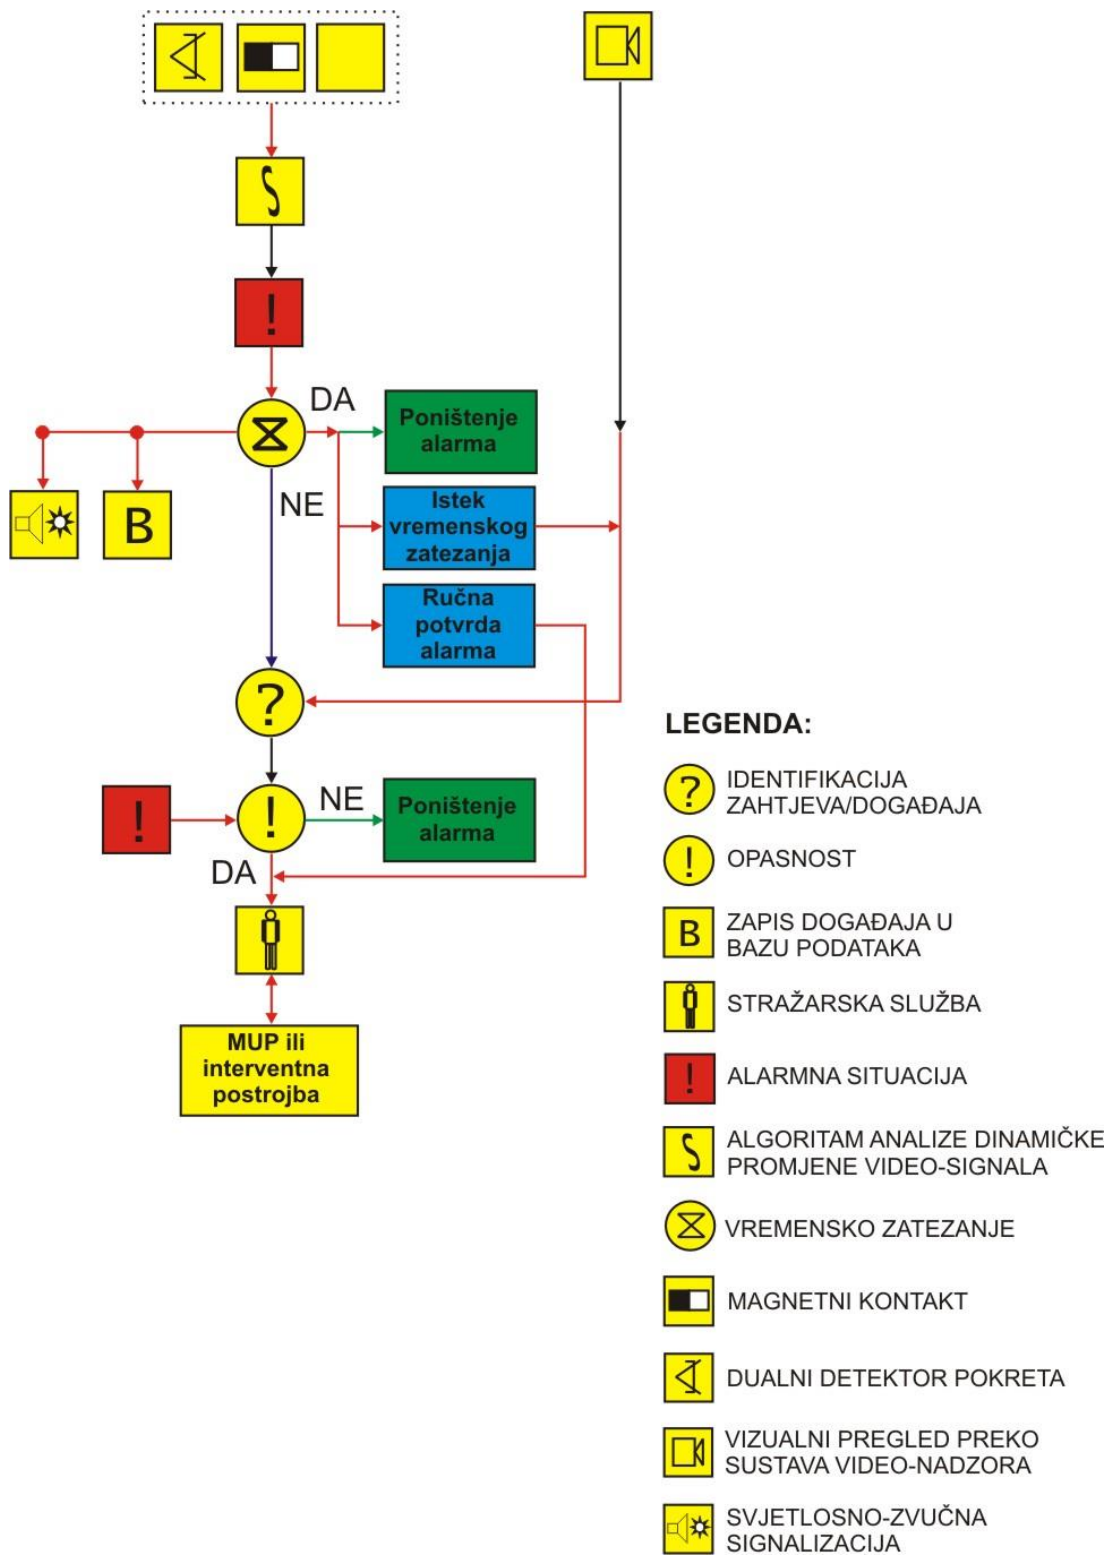 !
DA
Poništenje
alarma
NE
Istek
vremenskog
zatezanja
B
Ručna
potvrda
alarma
?
!
!
NE
Poništenje
alarma
DA
MUP ili
interventna
postrojba
LEGENDA:
? IDENTIFIKACIJA
ZAHTJEVA/DOGAĐAJA
! OPASNOST
B ZAPIS DOGAĐAJA U
BAZU PODATAKA
STRAŽARSKA SLUŽBA
! ALARMNA SITUACIJA
ALGORITAM ANALIZE DINAMIČKE
PROMJENE VIDEO-SIGNALA
VREMENSKO ZATEZANJE
MAGNETNI KONTAKT
DUALNI DETEKTOR POKRETA
VIZUALNI PREGLED PREKO
SUSTAVA VIDEO-NADZORA
SVJETLOSNO-ZVUČNA
SIGNALIZACIJA